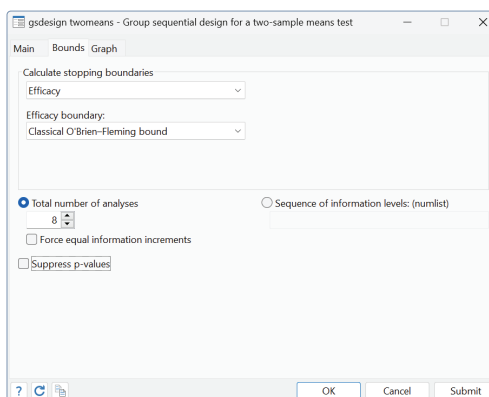 gsdesign twomeans - Group sequential design for a two-sample means test
Main Bounds Graph
Calculate stopping boundaries
Efficacy
Efficacy boundary:
Classical O'Brien–Fleming bound
Total number of analyses
Sequence of information levels: (numlist)
8
Force equal information increments
Suppress p-values
? OK Cancel Submit